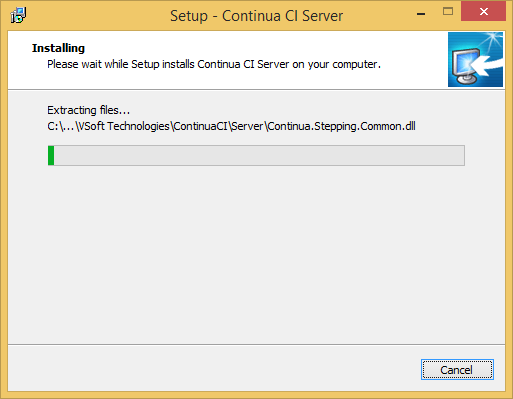 Setup - Continua CI Server
Installing
Please wait while Setup installs Continua CI Server on your computer.
Extracting files...
C:\...\VSoft Technologies\ContinuaCI\Server\Continua.Stepping.Common.dll
Cancel